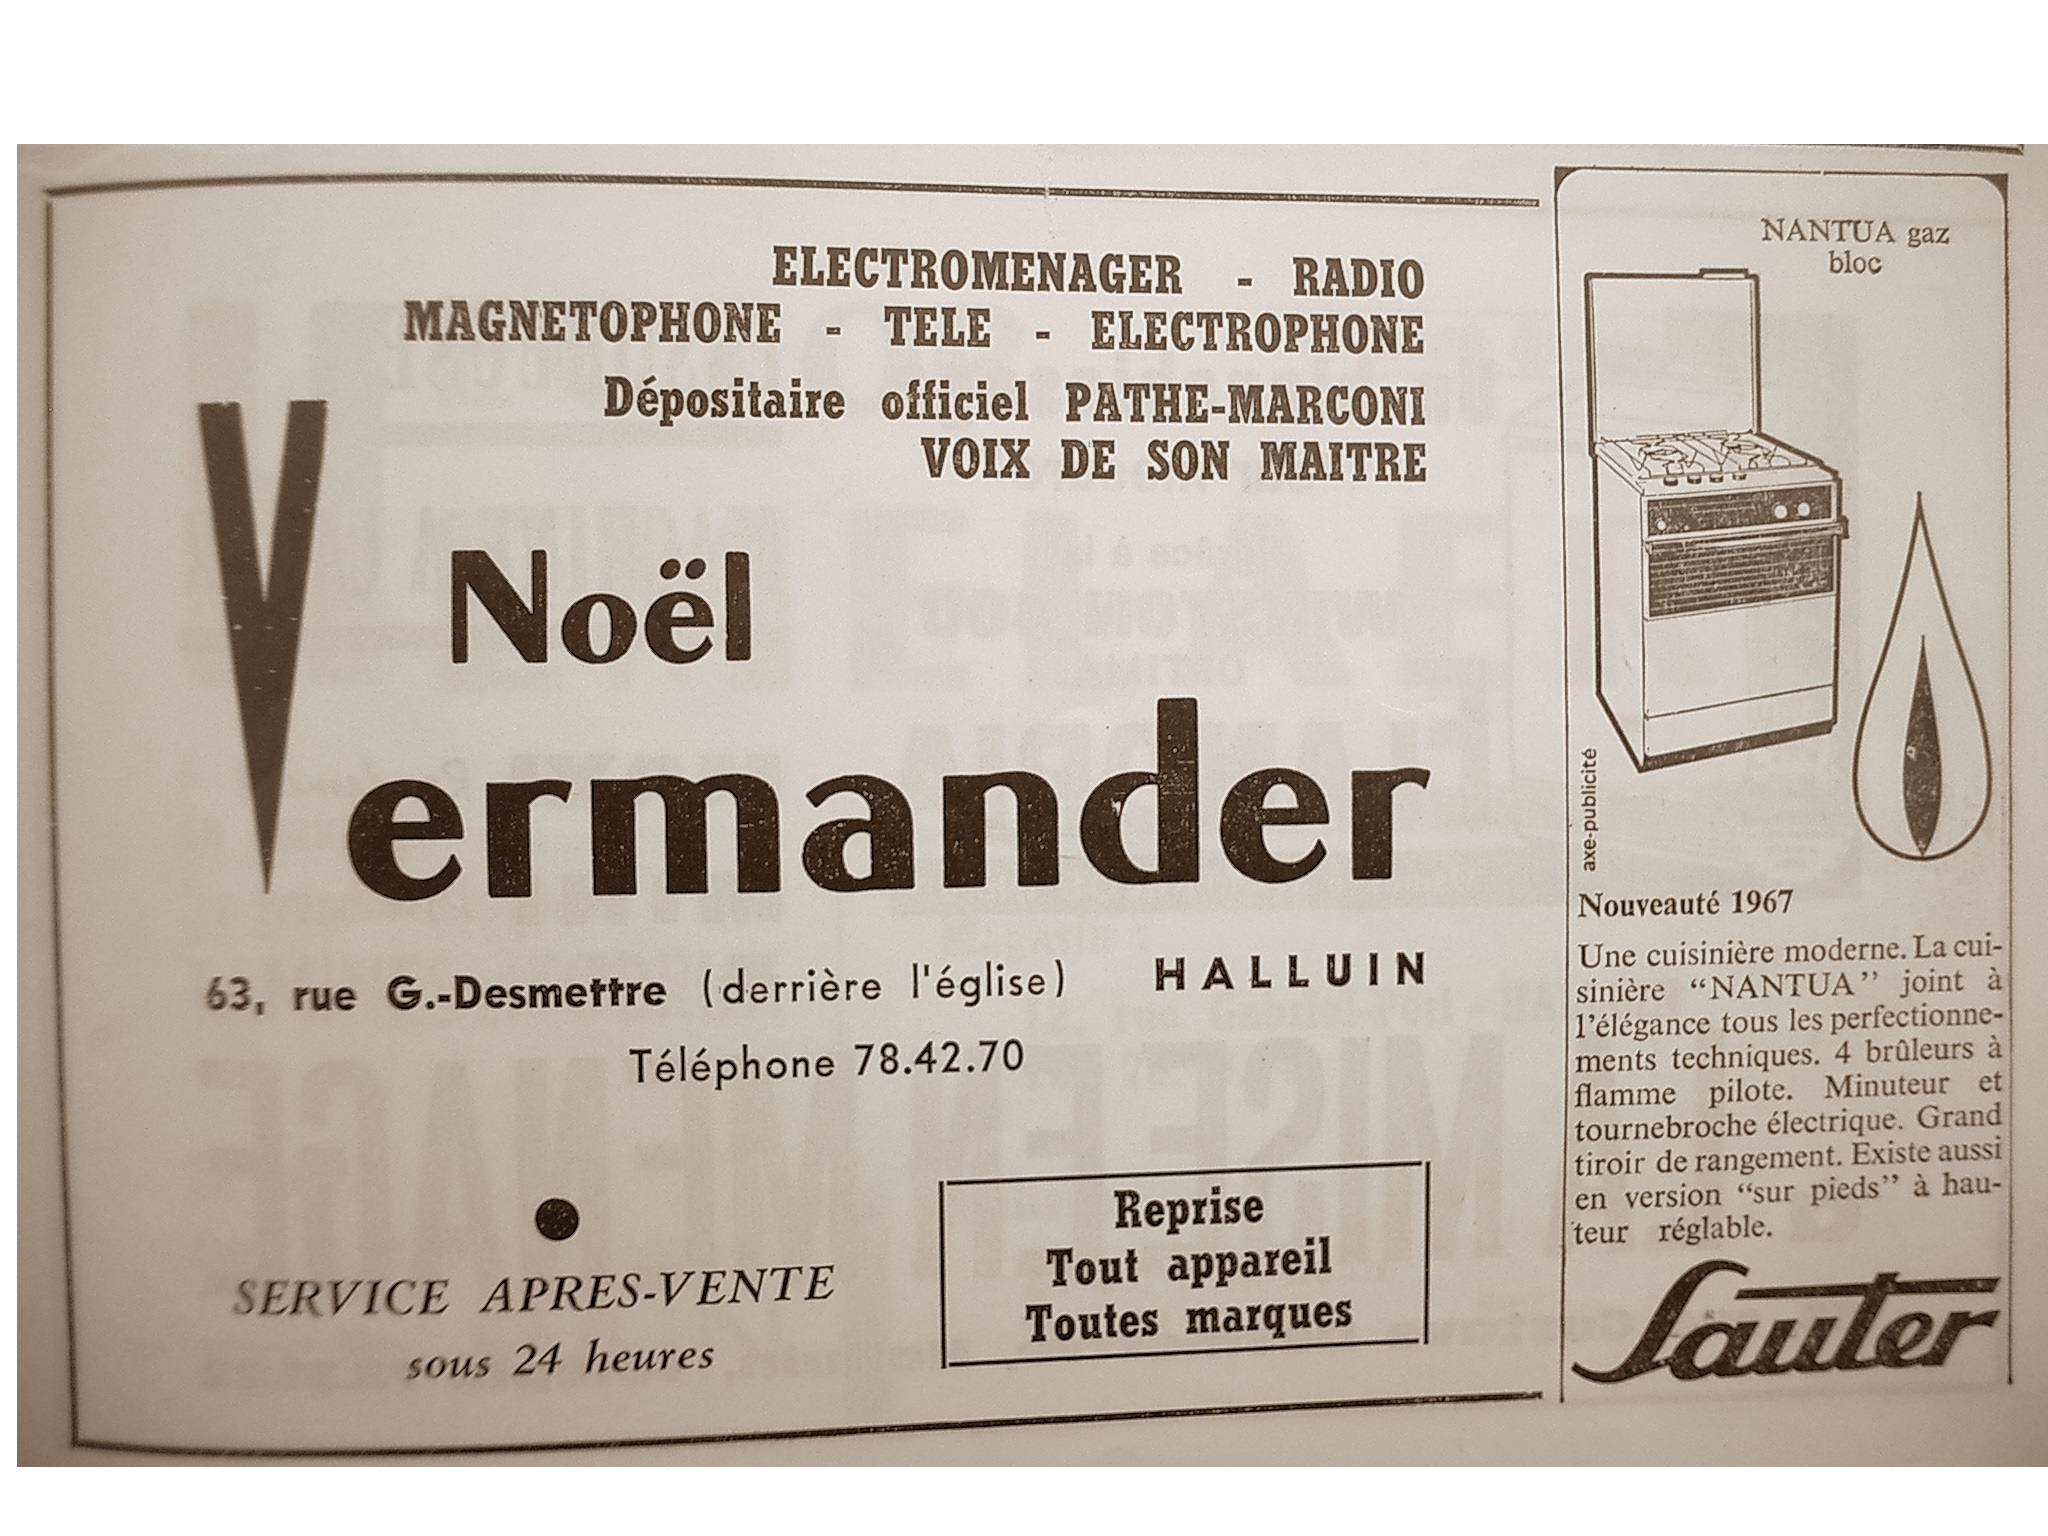 ELECTROMENAGER - RADIO
MAGNETOPHONE - TELE - ELECTROPHONE
Dépositaire officiel PATHE-MARCONI
VOIX DE SON MAITRE
Noël
Vermander
63, rue G.-Desmettre (derrière l'église) HALLUIN
Téléphone 78.42.70
SERVICE APRES-VENTE
sous 24 heures
Reprise
Tout appareil
Toutes marques
NANTUA gaz
bloc
axe-publicité
Nouveauté 1967
Une cuisinière moderne. La cui-
sinière “NANTUA” joint à
l'élégance tous les perfectionne-
ments techniques. 4 brûleurs à
flamme pilote. Minuteur et
tournebroche électrique. Grand
tiroir de rangement. Existe aussi
en version “sur pieds” à hau-
teur réglable.
Sauter